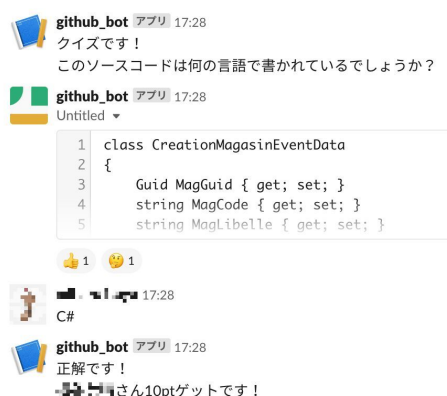 github_bot アプリ 17:28
クイズです！
このソースコードは何の言語で書かれているでしょうか？
github_bot アプリ 17:28
Untitled
1 class CreationMagasinEventData
2 {
3 Guid MagGuid { get; set; }
4 string MagCode { get; set; }
5 string MagLibelle { get; set; }
1 1
17:28
C#
github_bot アプリ 17:28
正解です！
さん10ptゲットです！